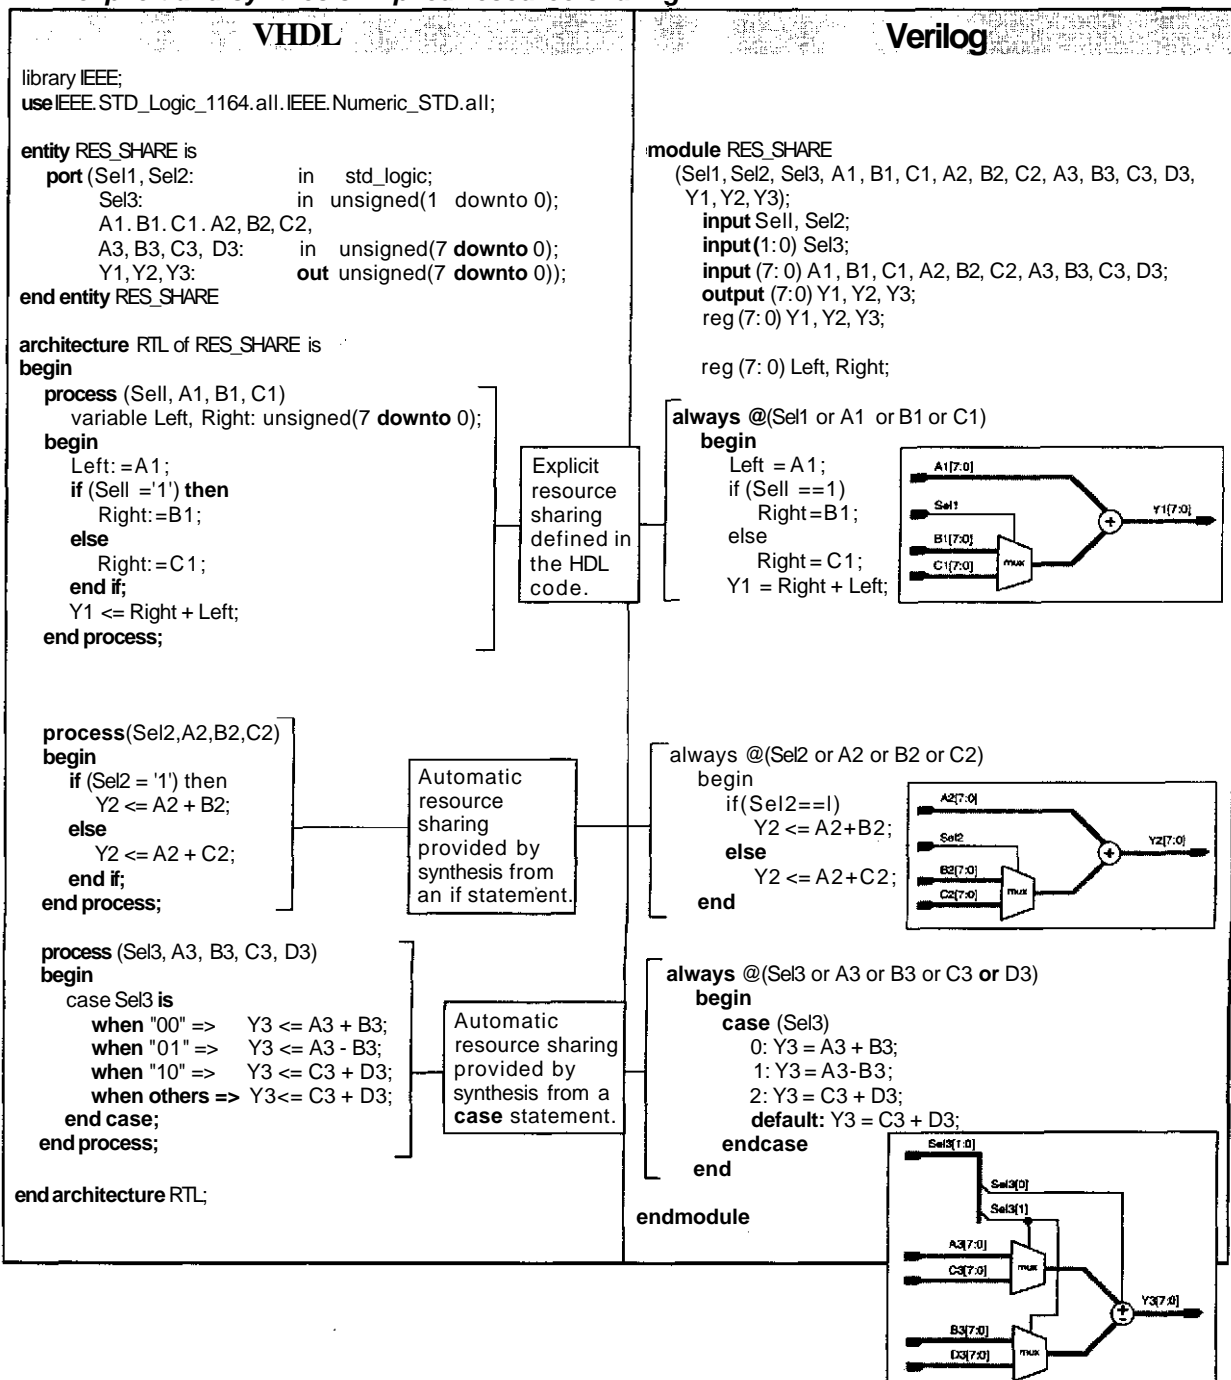 VHDL
library IEEE;
use IEEE.STD_Logic_1164.all.IEEE.Numeric_STD.all;
entity RES_SHARE is
port (Sel1, Sel2: in std_logic;
Sel3: in unsigned(1 downto 0);
A1. B1. C1. A2, B2, C2,
A3, B3, C3, D3: in unsigned(7 downto 0);
Y1, Y2, Y3: out unsigned(7 downto 0));
end entity RES_SHARE
architecture RTL of RES_SHARE is
begin
process (Sell, A1, B1, C1)
variable Left, Right: unsigned(7 downto 0);
begin
Left: =A1;
if (Sell ='1') then
Right:=B1;
else
Right:=C1;
end if;
Y1 <= Right + Left;
end process;
Explicit
resource
sharing
defined in
the HDL
code.
process(Sel2,A2,B2,C2)
begin
if (Sel2 = '1') then
Y2 <= A2 + B2;
else
Y2 <= A2 + C2;
end if;
end process;
Automatic
resource
sharing
provided by
synthesis from
an if statement.
process (Sel3, A3, B3, C3, D3)
begin
case Sel3 is
when "00" => Y3 <= A3 + B3;
when "01" => Y3 <= A3 - B3;
when "10" => Y3 <= C3 + D3;
when others => Y3<= C3 + D3;
end case;
end process;
end architecture RTL;
Automatic
resource sharing
provided by
synthesis from a
case statement.
Verilog
module RES_SHARE
(Sel1, Sel2, Sel3, A1, B1, C1, A2, B2, C2, A3, B3, C3, D3,
Y1, Y2, Y3);
input Sell, Sel2;
input (1:0) Sel3;
input (7:0) A1, B1, C1, A2, B2, C2, A3, B3, C3, D3;
output (7:0) Y1, Y2, Y3;
reg (7:0) Y1, Y2, Y3;
reg (7:0) Left, Right;
always @(Sel1 or A1 or B1 or C1)
begin
Left = A1;
if (Sell ==1)
Right=B1;
else
Right = C1;
Y1 = Right + Left;
A1[7:0]
Sel1
B1[7:0]
C1[7:0]
mux
+
Y1[7:0]
always @(Sel2 or A2 or B2 or C2)
begin
if(Sel2==l)
Y2 <= A2+B2;
else
Y2 <= A2+C2;
end
A2[7:0]
Sel2
B2[7:0]
C2[7:0]
mux
+
Y2[7:0]
always @(Sel3 or A3 or B3 or C3 or D3)
begin
case (Sel3)
0: Y3 = A3 + B3;
1: Y3 = A3-B3;
2: Y3 = C3 + D3;
default: Y3 = C3 + D3;
endcase
end
endmodule
Sel3[1:0]
Sel3[0]
Sel3[1]
A3[7:0]
C3[7:0]
mux
B3[7:0]
D3[7:0]
mux
+
-
Y3[7:0]